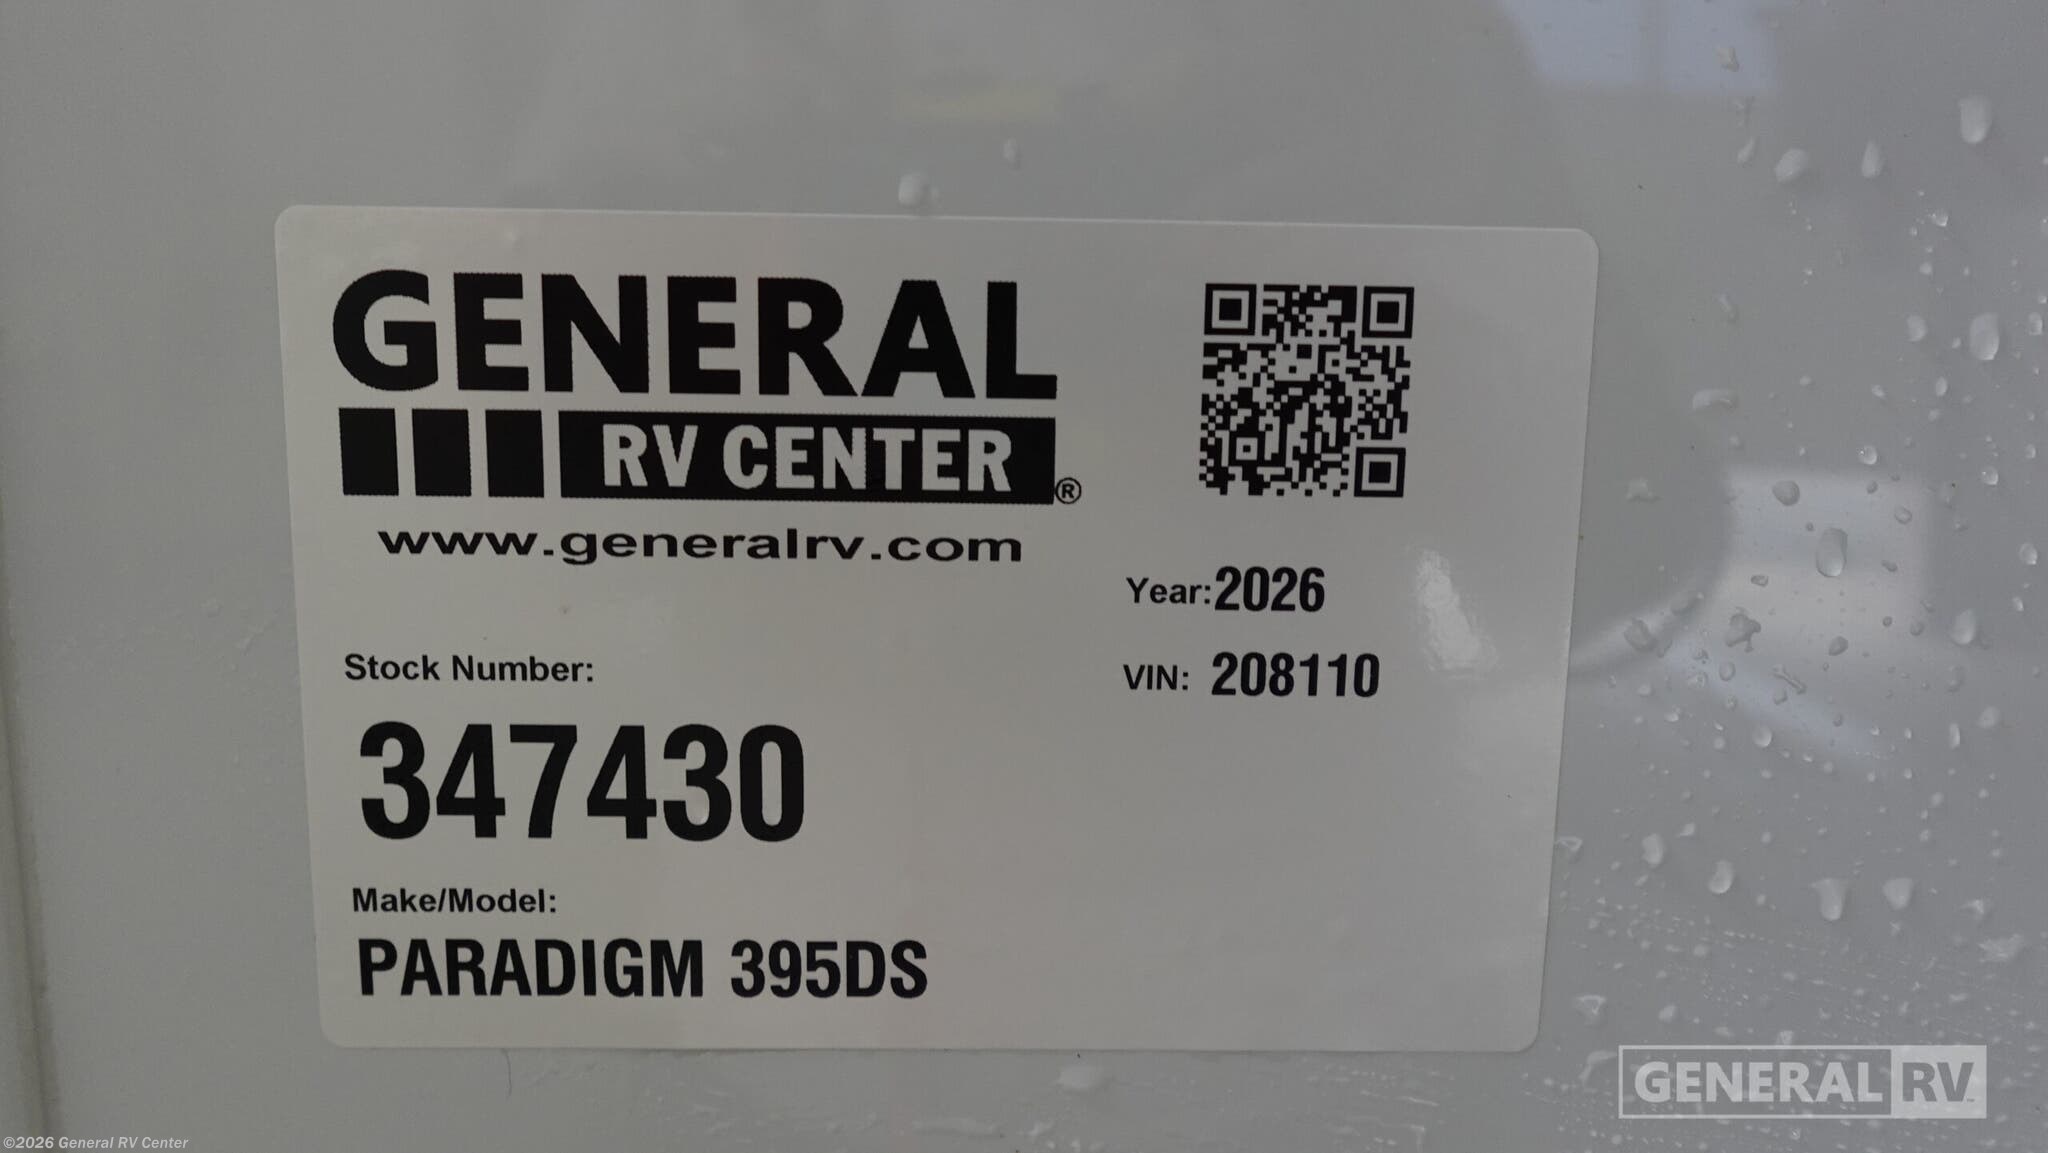 GENERAL
RV CENTER®
www.generalrv.com
Year: 2026
VIN: 208110
Stock Number:
347430
Make/Model:
PARADIGM 395DS
GENERAL RV
©2026 General RV Center